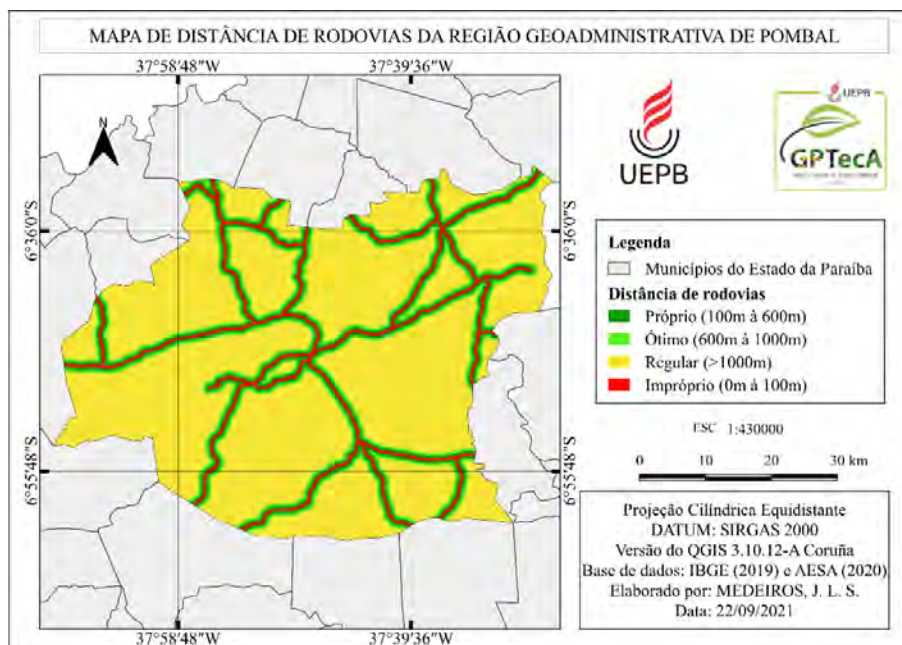 MAPA DE DISTÂNCIA DE RODOVIAS DA REGIÃO GEOADMINISTRATIVA DE POMBAL
37°58'48"W 37°39'36"W
N
6°36'0"S 6°36'0"S
6°55'48"S 6°55'48"S
37°58'48"W 37°39'36"W
UEPB
UEPB
GPTecA
Legenda
Municípios do Estado da Paraíba
Distância de rodovias
Próprio (100m à 600m)
Ótimo (600m à 1000m)
Regular (>1000m)
Impróprio (0m à 100m)
ESC 1:430000
0 10 20 30 km
Projeção Cilíndrica Equidistante
DATUM: SIRGAS 2000
Versão do QGIS 3.10.12-A Coruña
Base de dados: IBGE (2019) e AESA (2020)
Elaborado por: MEDEIROS, J. L. S.
Data: 22/09/2021